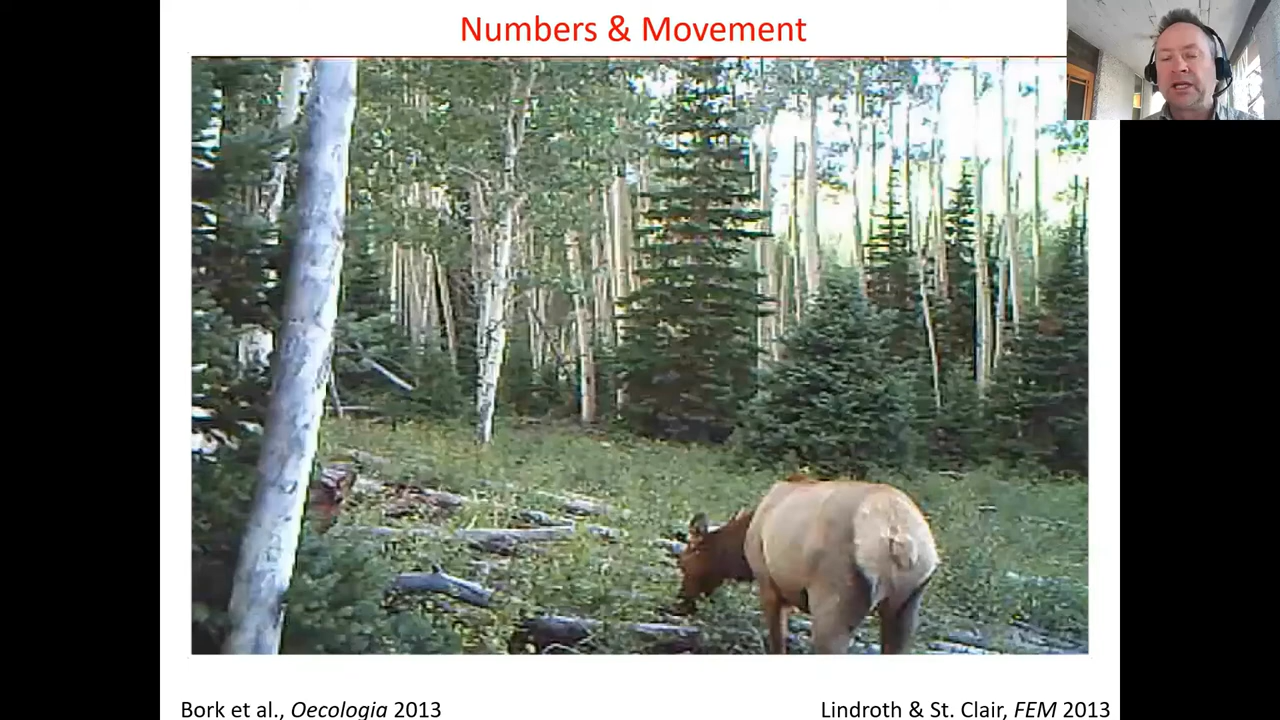 Numbers & Movement
Bork et al., Oecologia 2013
Lindroth & St. Clair, FEM 2013